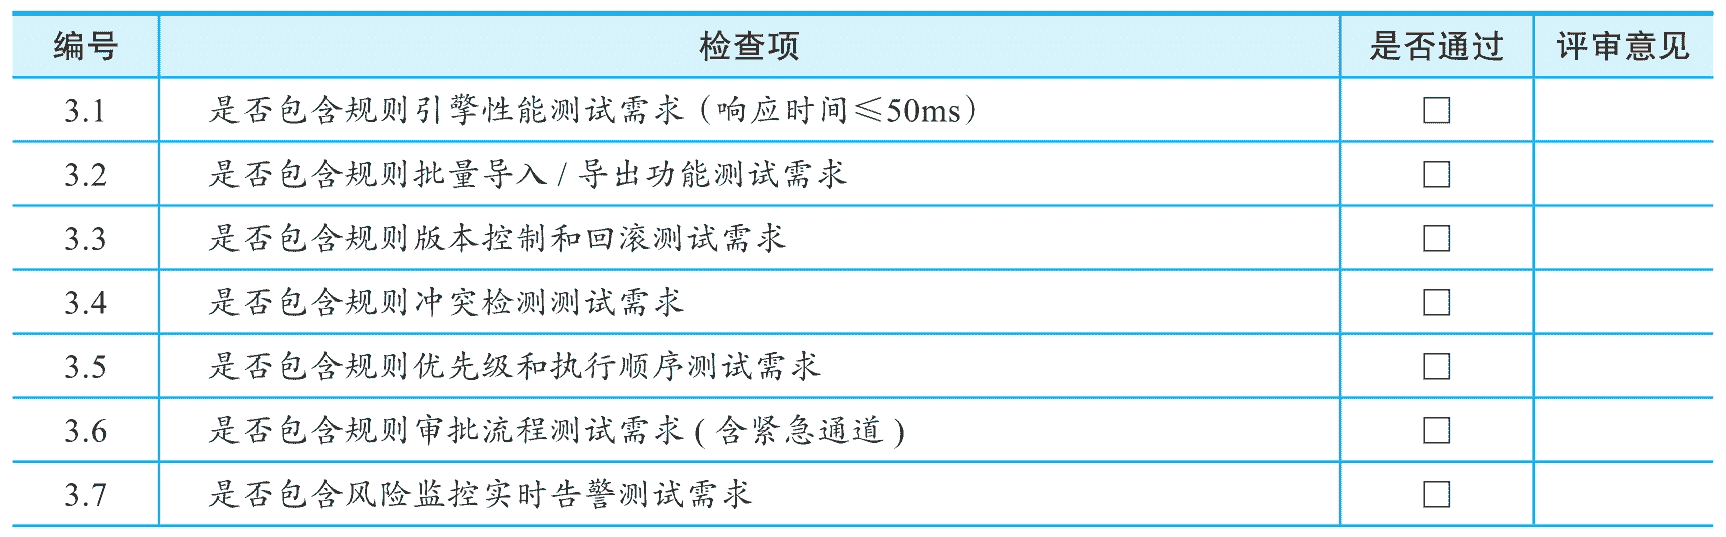 编号 检查项 是否通过 评审意见
3.1 是否包含规则引擎性能测试需求（响应时间≤50ms） □
3.2 是否包含规则批量导入 / 导出功能测试需求 □
3.3 是否包含规则版本控制和回滚测试需求 □
3.4 是否包含规则冲突检测测试需求 □
3.5 是否包含规则优先级和执行顺序测试需求 □
3.6 是否包含规则审批流程测试需求 ( 含紧急通道 ) □
3.7 是否包含风险监控实时告警测试需求 □